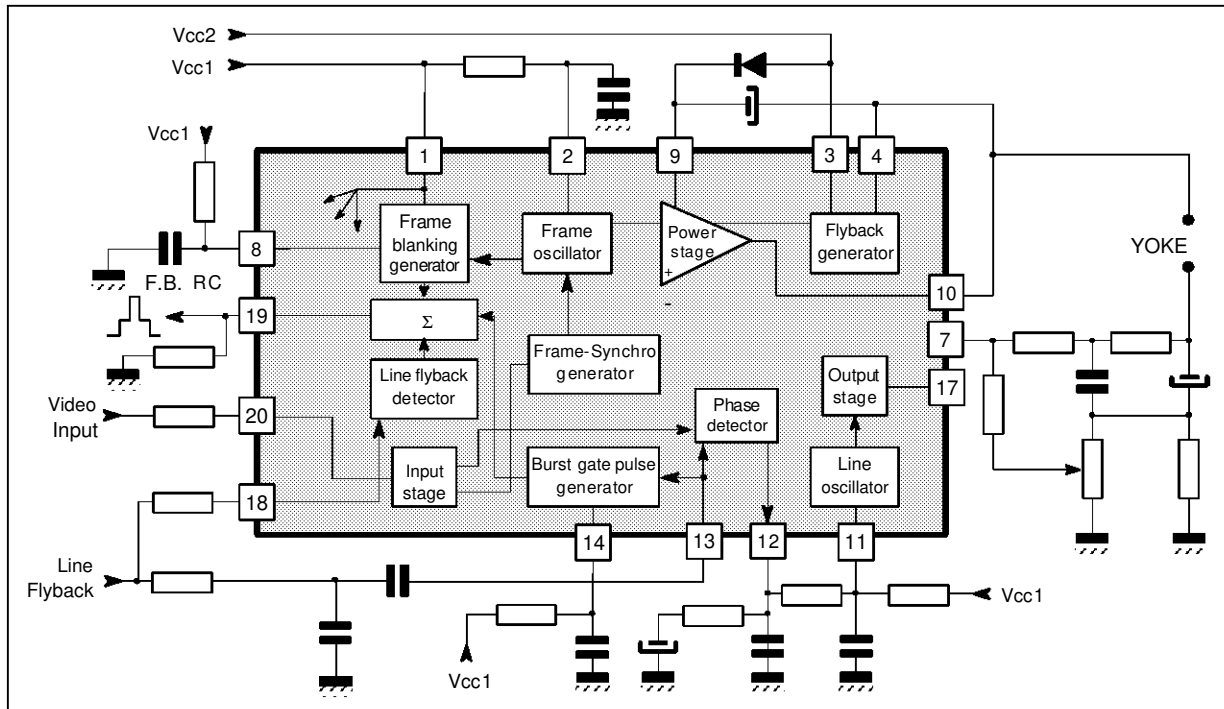 Vcc2
Vcc1
Vcc1
1
2
9
3
4
Frame
blanking
generator
Frame
oscillator
Power
stage
+
-
Flyback
generator
YOKE
8
F.B. RC
10
19
Σ
7
Frame-Synchro
generator
Line flyback
detector
Output
stage
17
Video
Input
20
Phase
detector
Input
stage
Burst gate pulse
generator
Line
oscillator
18
14
13
12
11
Line
Flyback
Vcc1
Vcc1